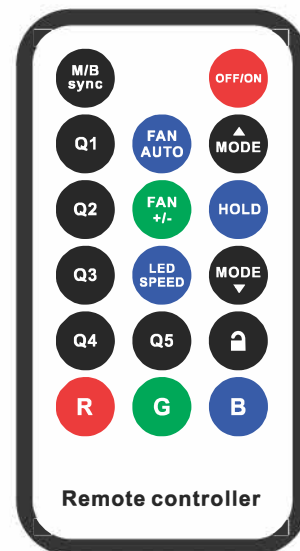 M/B
sync
OFF/ON
Q1
FAN
AUTO
MODE
Q2
FAN
+/-
HOLD
Q3
LED
SPEED
MODE
Q4
Q5
R
G
B
Remote controller